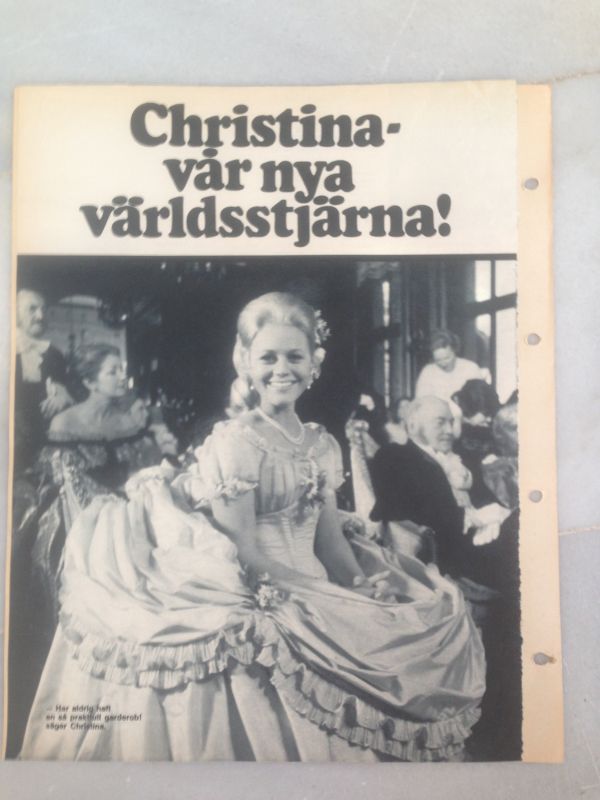 Christina-
vår nya
världsstjärna!
— Har aldrig haft
en så praktfull garderob!
säger Christina.